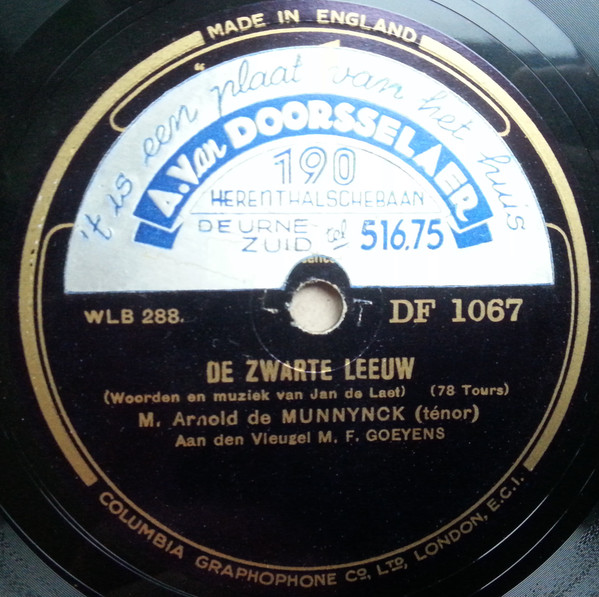 MADE IN ENGLAND
't is een "plaat van het huis
A. Van DOORSSELAER
190
HERENTHALSCHEBAAN
DEURNE-ZUID tel 516.75
WLB 288.
DF 1067
DE ZWARTE LEEUW
(Woorden en muziek van Jan de Laet) (78 Tours)
M. Arnold de MUNNYNCK (ténor)
Aan den Vleugel M. F. GOEYENS
COLUMBIA GRAPHOPHONE Co, LTD, LONDON, E.C.I.